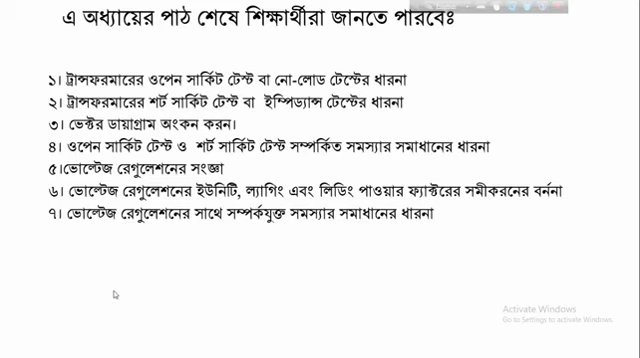 এ অধ্যায়ের পাঠ শেষে শিক্ষার্থীরা জানতে পারবেঃ
১। ট্রান্সফরমারের ওপেন সার্কিট টেস্ট বা নো-লোড টেস্টের ধারনা
২। ট্রান্সফরমারের শর্ট সার্কিট টেস্ট বা ইম্পিড্যান্স টেস্টের ধারনা
৩। ভেক্টর ডায়াগ্রাম অংকন করন।
৪। ওপেন সার্কিট টেস্ট ও শর্ট সার্কিট টেস্ট সম্পর্কিত সমস্যার সমাধানের ধারনা
৫।ভোল্টেজ রেগুলেশনের সংজ্ঞা
৬। ভোল্টেজ রেগুলেশনের ইউনিটি, ল্যাগিং এবং লিডিং পাওয়ার ফ্যাক্টরের সমীকরনের বর্ননা
৭। ভোল্টেজ রেগুলেশনের সাথে সম্পর্কযুক্ত সমস্যার সমাধানের ধারনা
Activate Windows
Go to Settings to activate Windows.